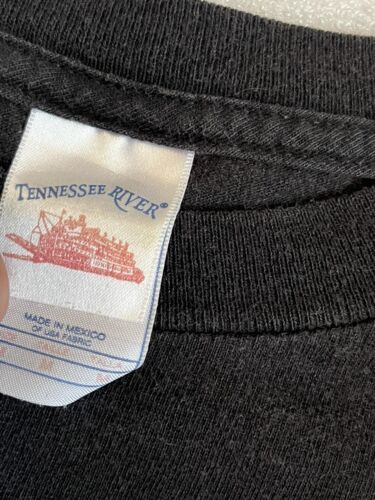 TENNESSEE RIVER®
MADE IN MEXICO
OF USA FABRIC
M